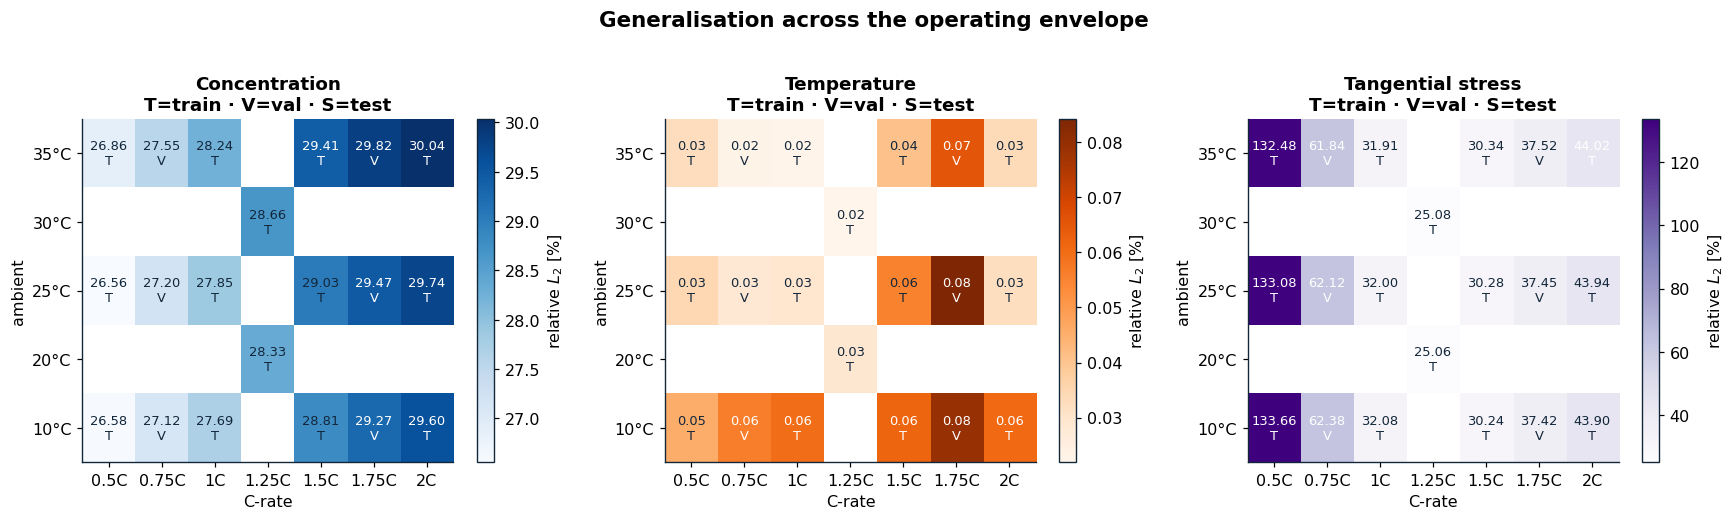 Generalisation across the operating envelope
Concentration
T=train · V=val · S=test
35°C
30°C
25°C
20°C
10°C
ambient
26.86 27.55 28.24 29.41 29.82 30.04
T V T T V T
28.66
T
26.56 27.20 27.85 29.03 29.47 29.74
T V T T V T
28.33
T
26.58 27.12 27.69 28.81 29.27 29.60
T V T T V T
0.5C 0.75C 1C 1.25C 1.5C 1.75C 2C
C-rate
30.0
29.5
29.0
28.5
28.0
27.5
27.0
relative L₂ [%]
Temperature
T=train · V=val · S=test
35°C
30°C
25°C
20°C
10°C
ambient
0.03 0.02 0.02 0.04 0.07 0.03
T V T T V T
0.02
T
0.03 0.03 0.03 0.06 0.08 0.03
T V T T V T
0.03
T
0.05 0.06 0.06 0.06 0.08 0.06
T V T T V T
0.5C 0.75C 1C 1.25C 1.5C 1.75C 2C
C-rate
0.08
0.07
0.06
0.05
0.04
0.03
relative L₂ [%]
Tangential stress
T=train · V=val · S=test
35°C
30°C
25°C
20°C
10°C
ambient
132.48 61.84 31.91 30.34 37.52 44.02
T V T T V T
25.08
T
133.08 62.12 32.00 30.28 37.45 43.94
T V T T V T
25.06
T
133.66 62.38 32.08 30.24 37.42 43.90
T V T T V T
0.5C 0.75C 1C 1.25C 1.5C 1.75C 2C
C-rate
120
100
80
60
40
relative L₂ [%]